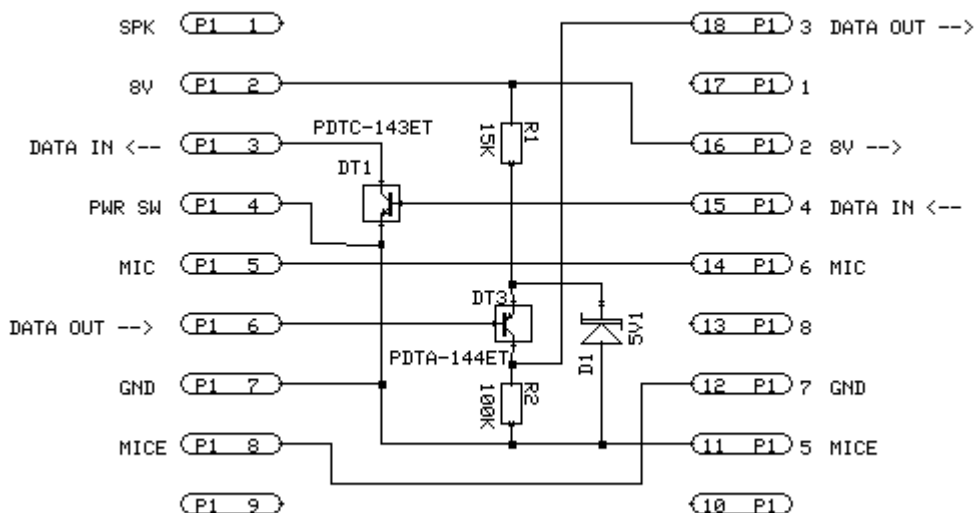 SPK P1 1 18 P1 3 DATA OUT -->
8V P1 2 17 P1 1
PDTC-143ET
R1
15K
DATA IN <-- P1 3 16 P1 2 8V -->
DT1
PWR SW P1 4 15 P1 4 DATA IN <--
MIC P1 5 14 P1 6 MIC
DT3
DATA OUT --> P1 6 13 P1 8
5V1
D1
PDTA-144ET
GND P1 7 12 P1 7 GND
R2
100K
MICE P1 8 11 P1 5 MICE
P1 9 10 P1